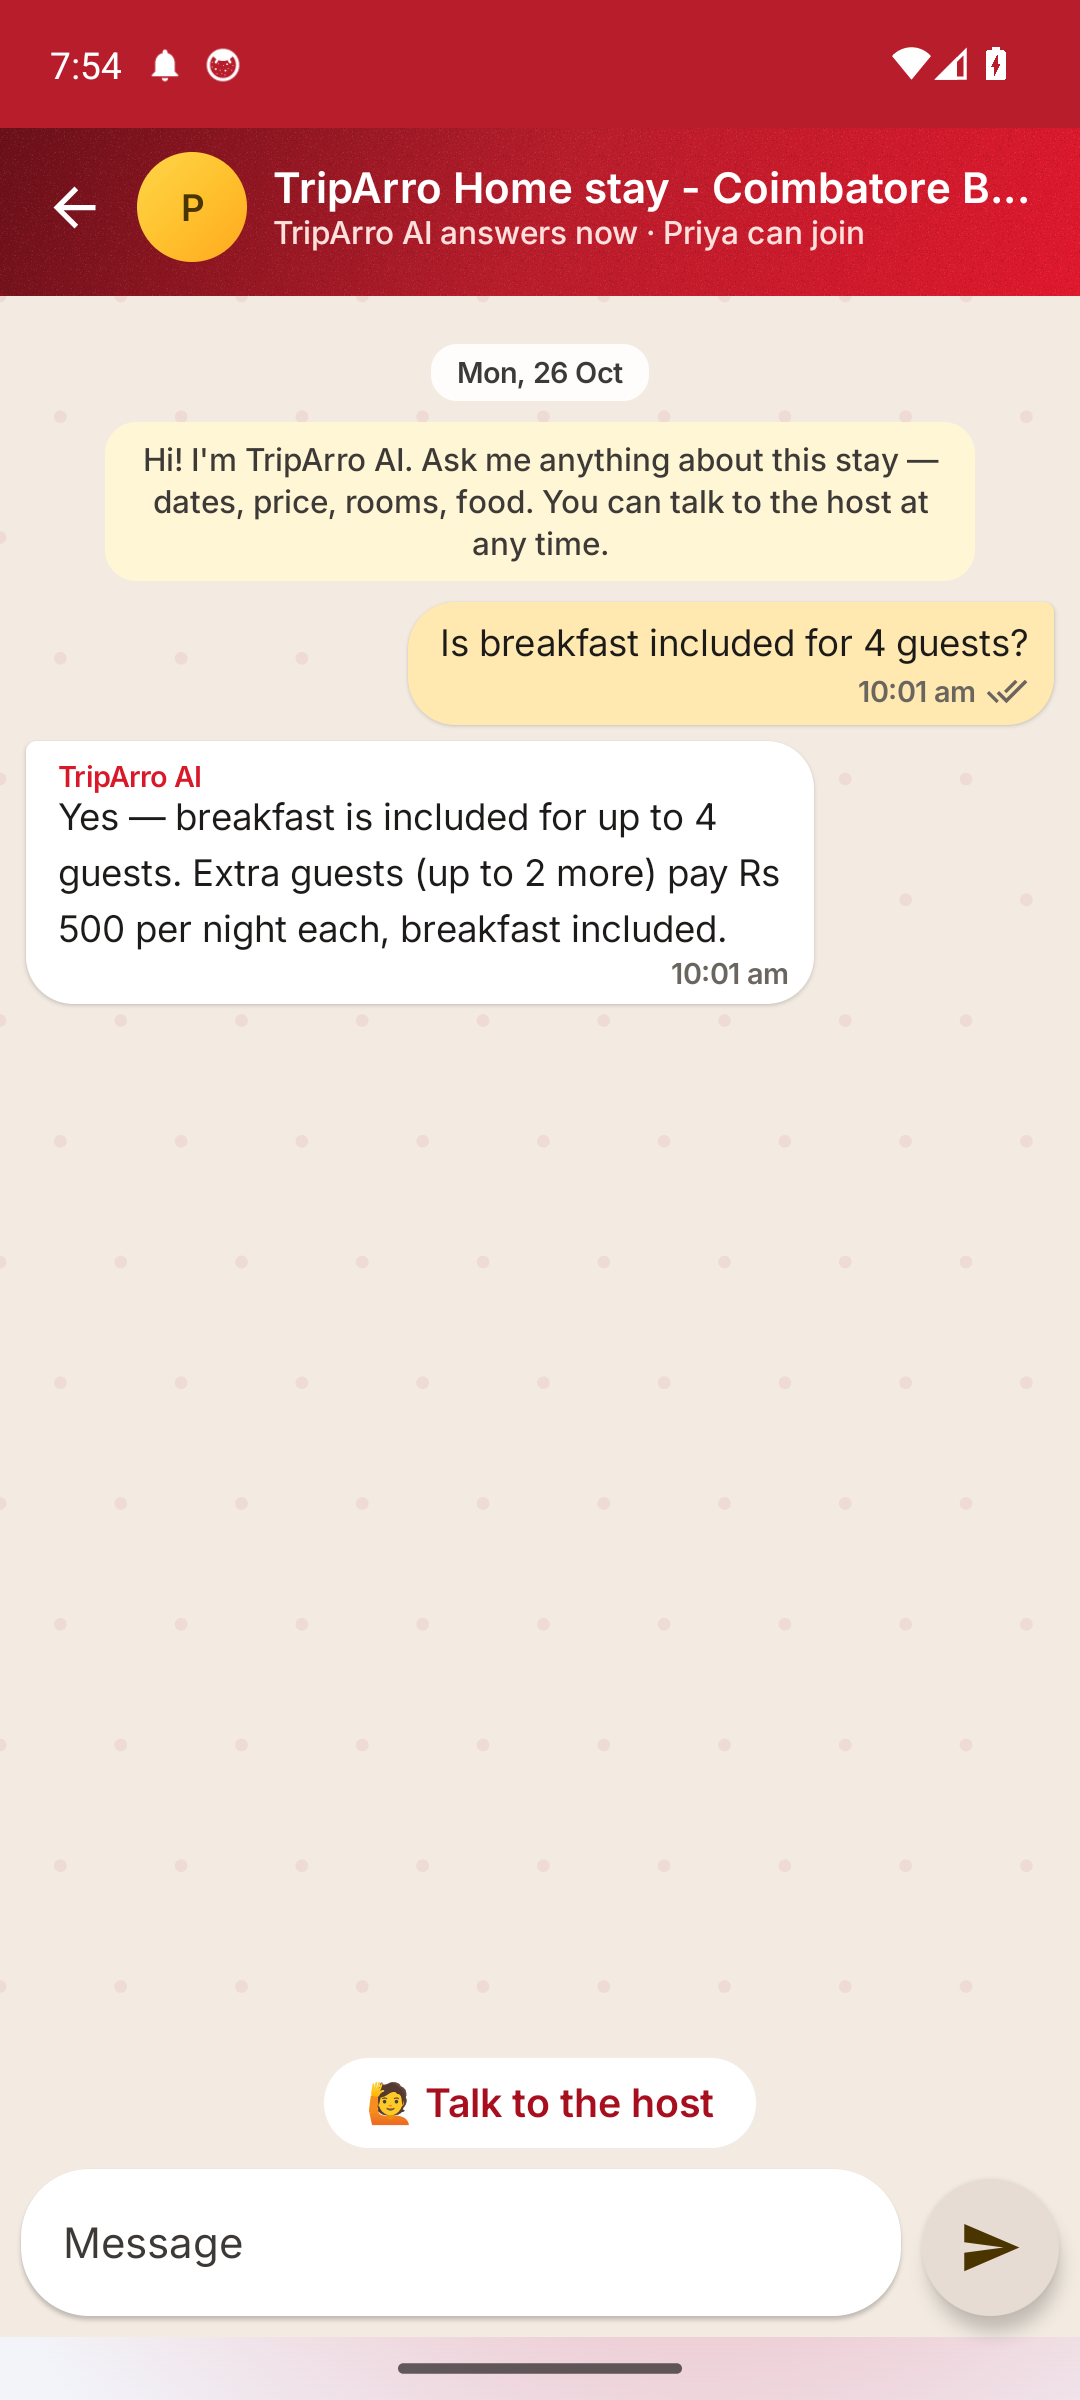 7:54
P
TripArro Home stay - Coimbatore B...
TripArro AI answers now · Priya can join
Mon, 26 Oct
Hi! I'm TripArro AI. Ask me anything about this stay —
dates, price, rooms, food. You can talk to the host at
any time.
Is breakfast included for 4 guests?
10:01 am
TripArro AI
Yes — breakfast is included for up to 4
guests. Extra guests (up to 2 more) pay Rs
500 per night each, breakfast included.
10:01 am
Talk to the host
Message